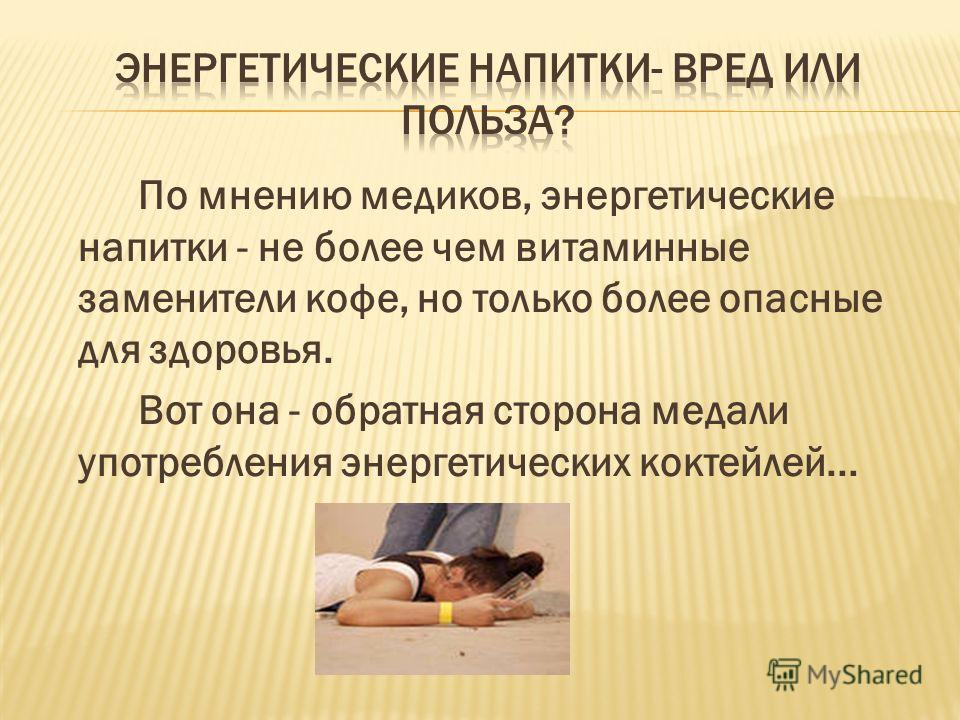 ЭНЕРГЕТИЧЕСКИЕ НАПИТКИ- ВРЕД ИЛИ
ПОЛЬЗА?
По мнению медиков, энергетические
напитки - не более чем витаминные
заменители кофе, но только более опасные
для здоровья.
Вот она - обратная сторона медали
употребления энергетических коктейлей...
MyShared